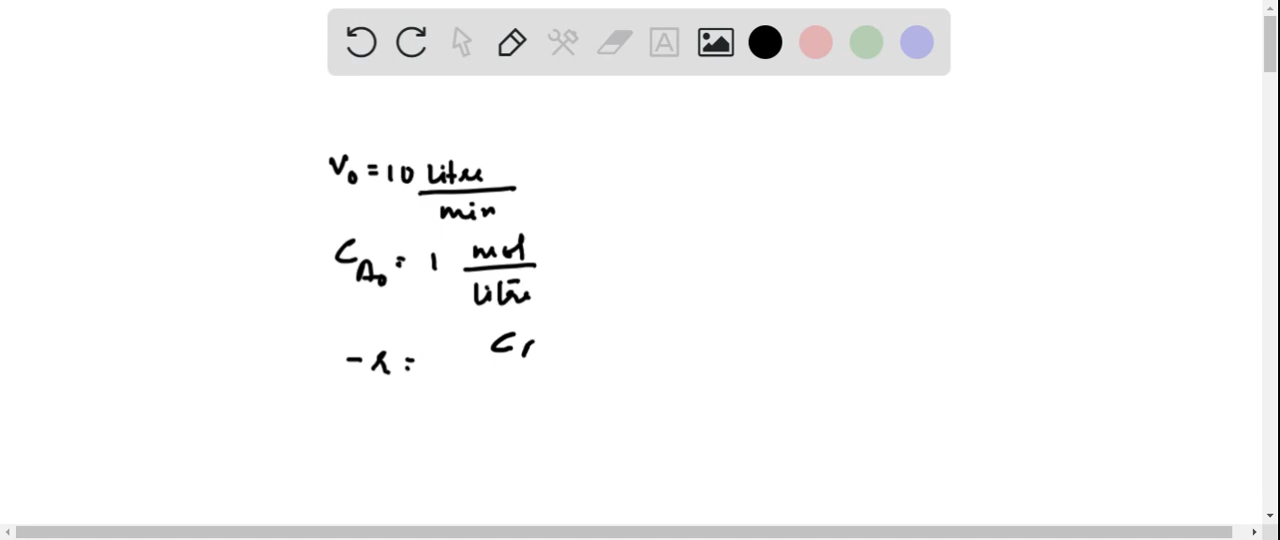 V₀ = 10 Litre
min
C_A₀ = 1 mol
litre
-r = C